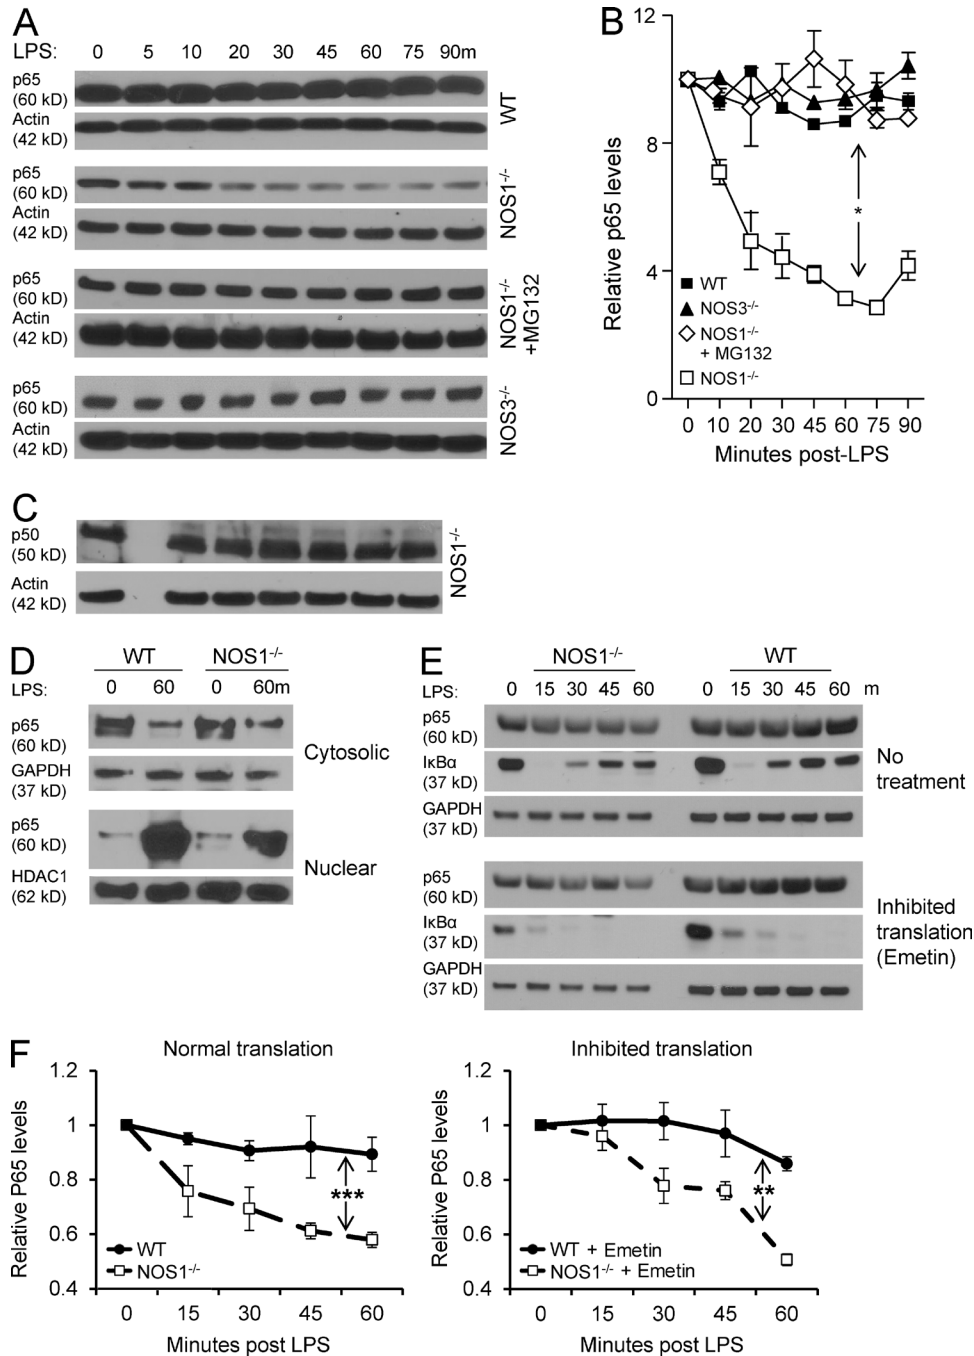 A
LPS: 0 5 10 20 30 45 60 75 90m
p65
(60 kD)
Actin
(42 kD)
WT
p65
(60 kD)
Actin
(42 kD)
NOS1-/-
p65
(60 kD)
Actin
(42 kD)
NOS1-/-
+MG132
p65
(60 kD)
Actin
(42 kD)
NOS3-/-
B
12
8
4
0
Relative p65 levels
*
WT
NOS3-/-
NOS1-/-
+ MG132
NOS1-/-
0 10 20 30 45 60 75 90
Minutes post-LPS
C
p50
(50 kD)
Actin
(42 kD)
NOS1-/-
D
WT NOS1-/-
LPS: 0 60 0 60m
p65
(60 kD)
GAPDH
(37 kD)
Cytosolic
p65
(60 kD)
HDAC1
(62 kD)
Nuclear
E
NOS1-/- WT
LPS: 0 15 30 45 60 0 15 30 45 60 m
p65
(60 kD)
IκBα
(37 kD)
GAPDH
(37 kD)
No
treatment
p65
(60 kD)
IκBα
(37 kD)
GAPDH
(37 kD)
Inhibited
translation
(Emetin)
F
Normal translation
1.2
1
0.8
0.6
0.4
Relative P65 levels
***
WT
NOS1-/-
0 15 30 45 60
Minutes post LPS
Inhibited translation
1.2
1
0.8
0.6
0.4
Relative P65 levels
**
WT + Emetin
NOS1-/- + Emetin
0 15 30 45 60
Minutes post LPS